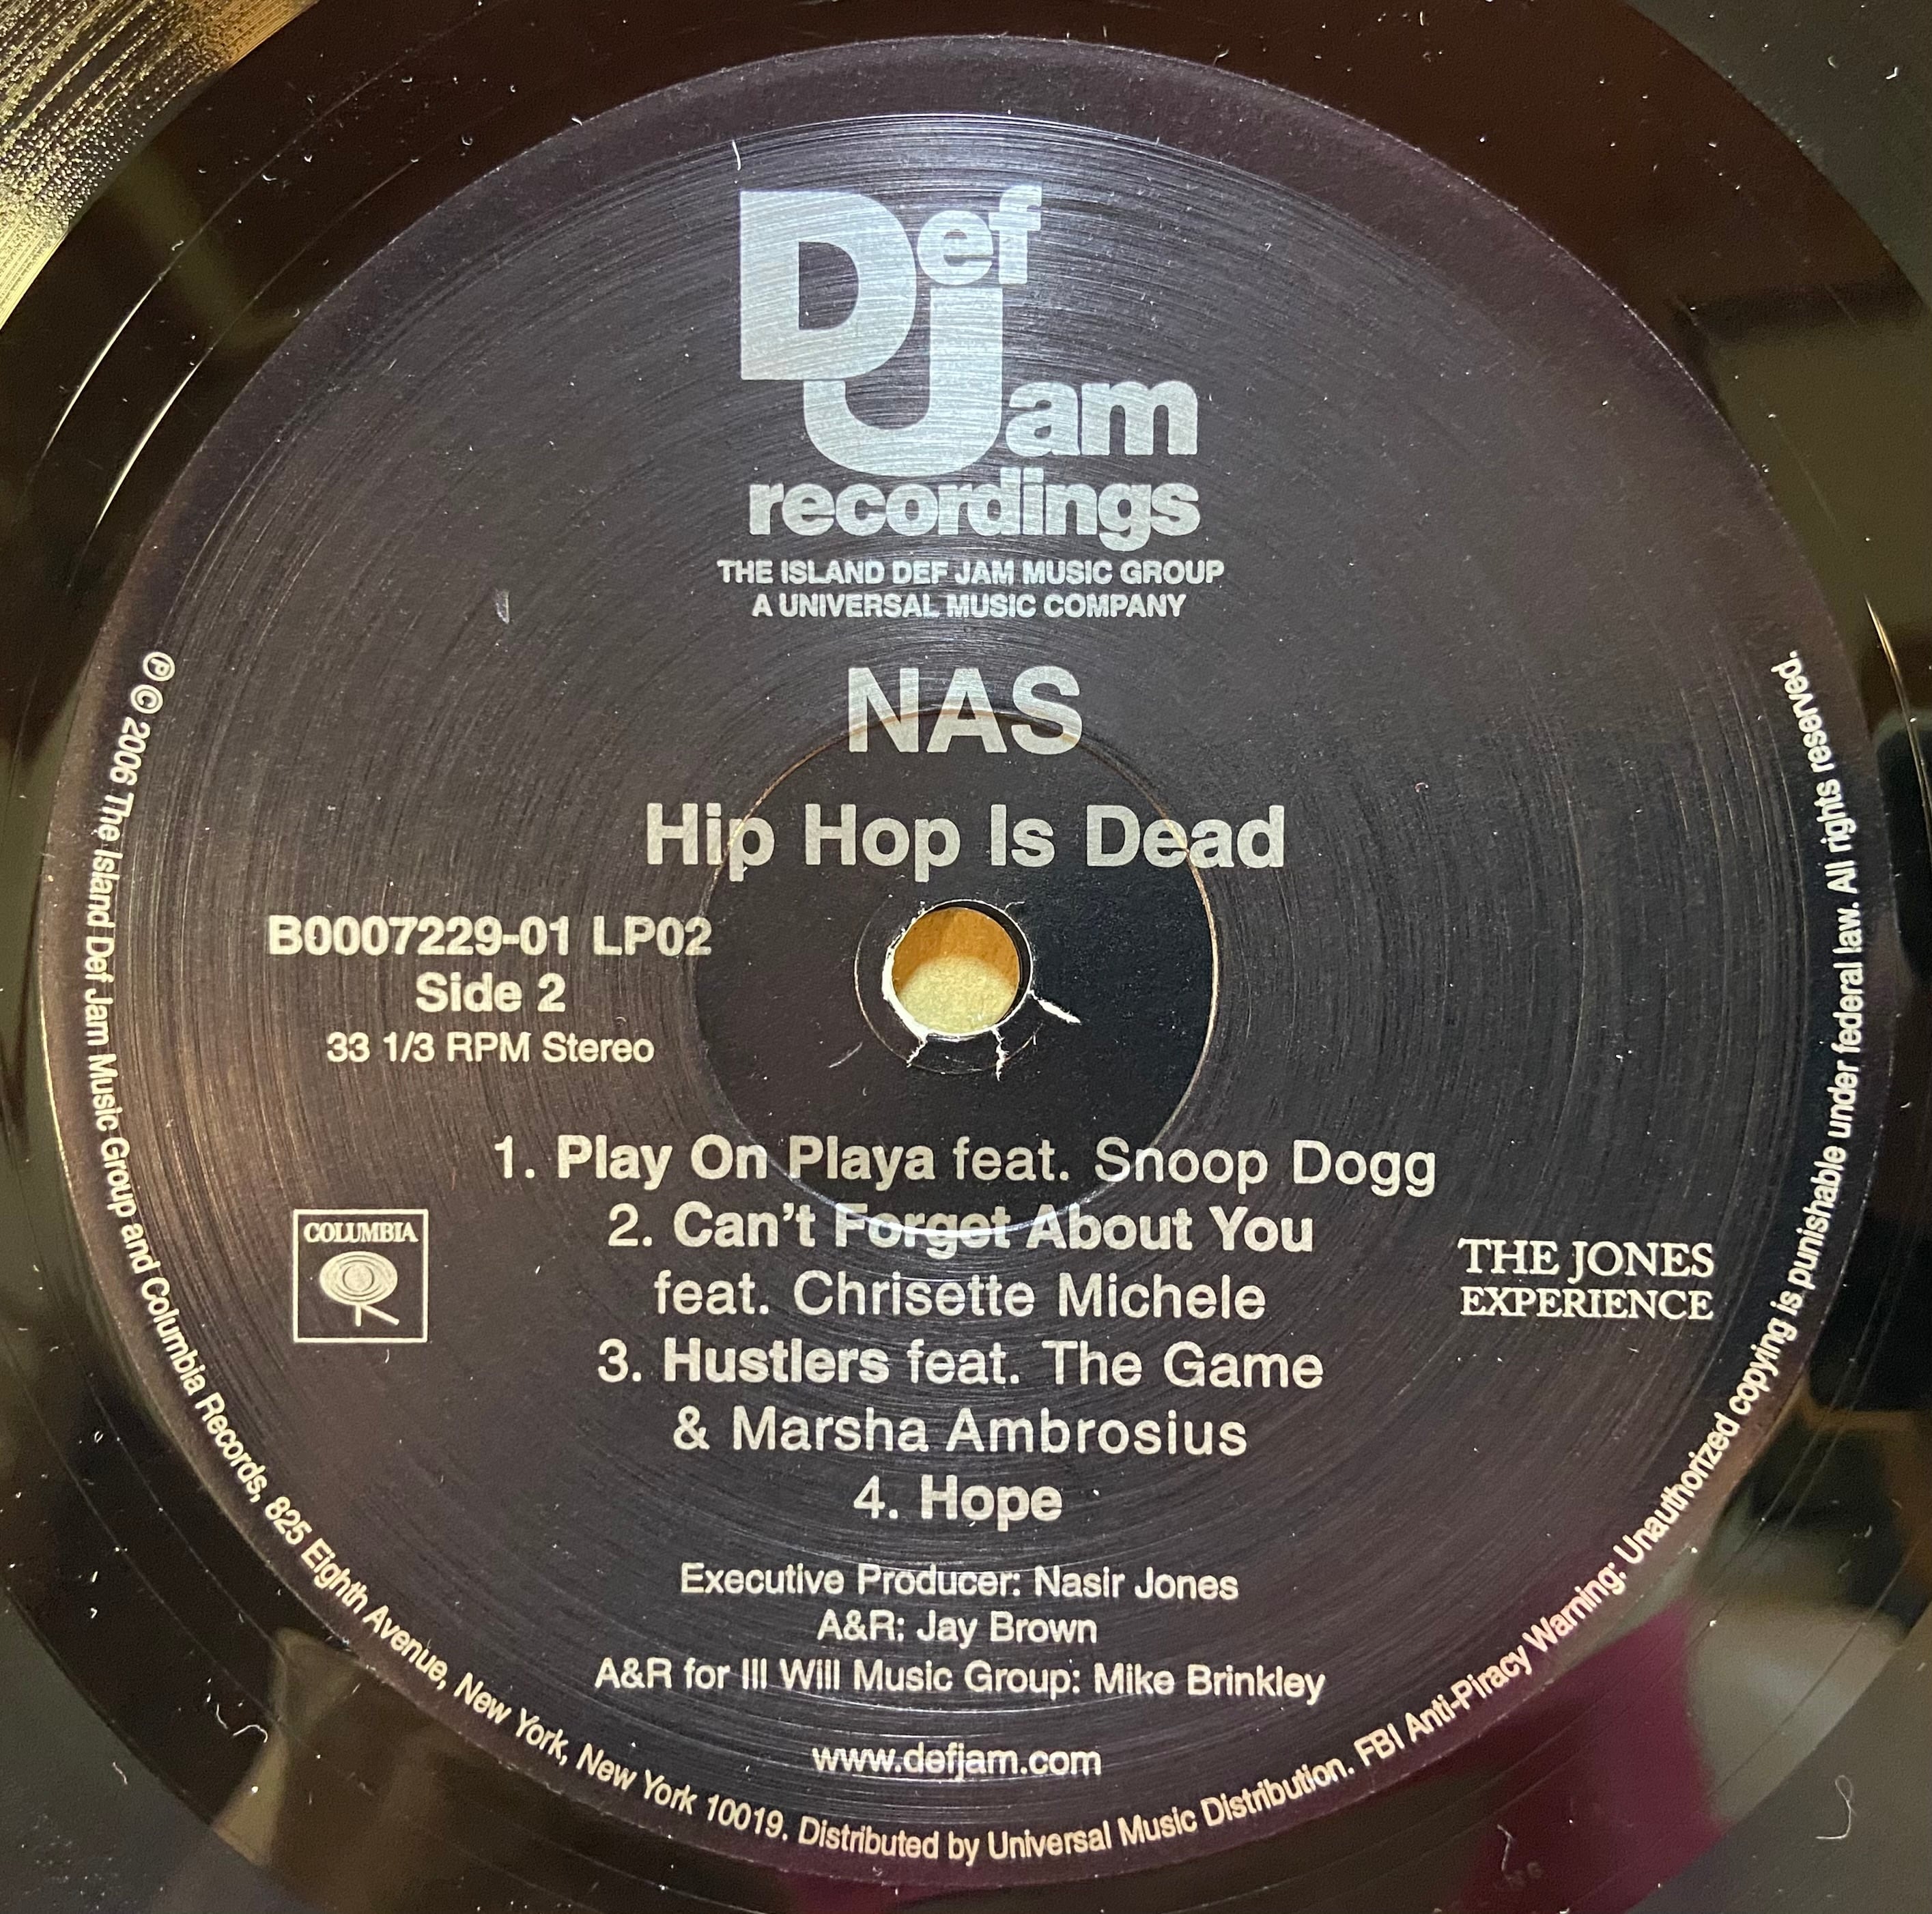 Def Jam
recordings
THE ISLAND DEF JAM MUSIC GROUP
A UNIVERSAL MUSIC COMPANY
NAS
Hip Hop Is Dead
B0007229-01 LP02
Side 2
33 1/3 RPM Stereo
1. Play On Playa feat. Snoop Dogg
2. Can't Forget About You
feat. Chrisette Michele
3. Hustlers feat. The Game
& Marsha Ambrosius
4. Hope
COLUMBIA
THE JONES
EXPERIENCE
Executive Producer: Nasir Jones
A&R: Jay Brown
A&R for Ill Will Music Group: Mike Brinkley
www.defjam.com
℗ © 2006 The Island Def Jam Music Group and Columbia Records, 825 Eighth Avenue, New York, New York 10019. Distributed by Universal Music Distribution. FBI Anti-Piracy Warning: Unauthorized copying is punishable under federal law. All rights reserved.